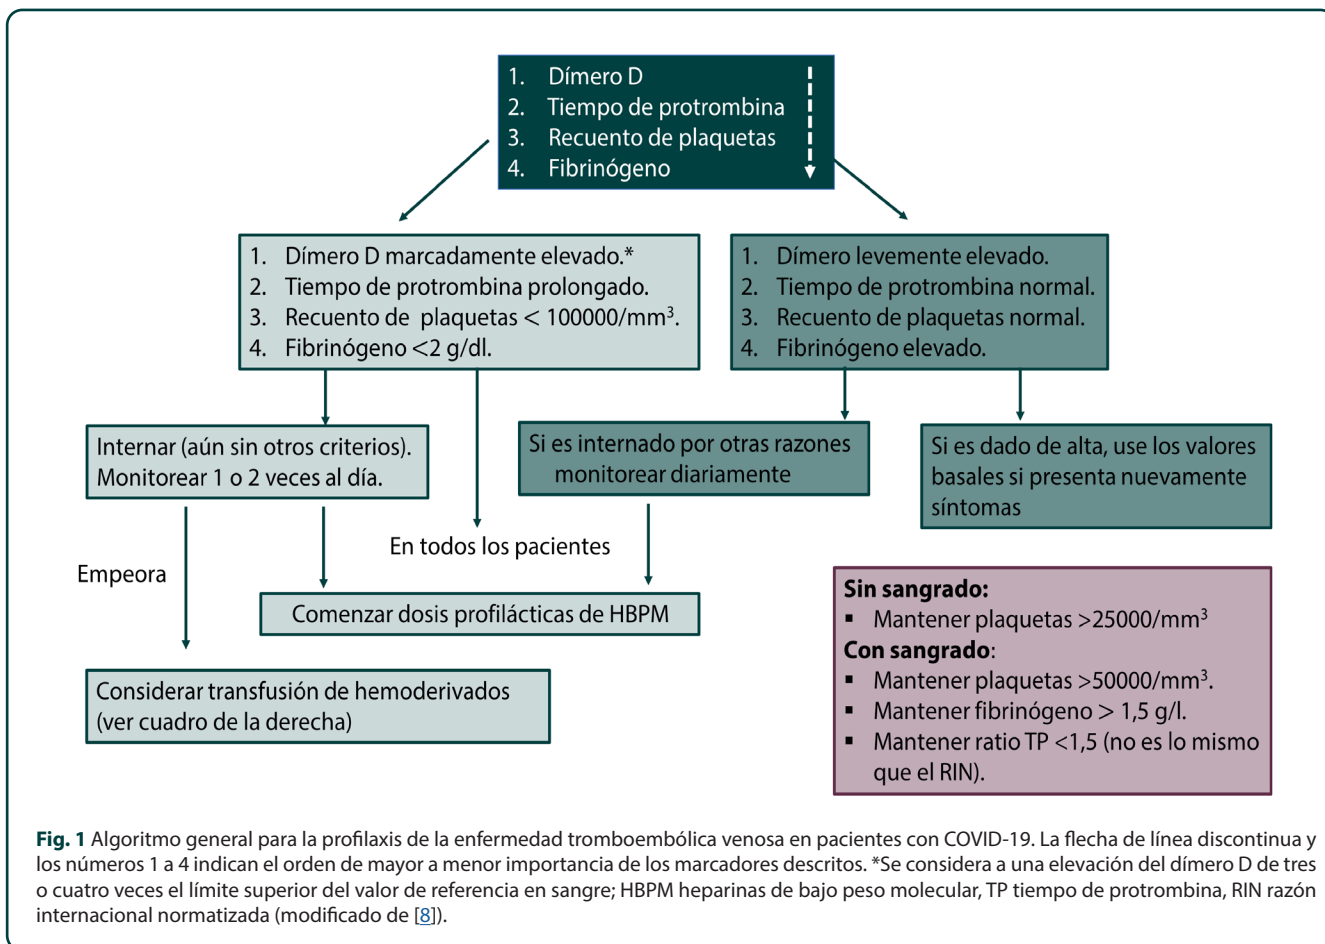 1. Dímero D
2. Tiempo de protrombina
3. Recuento de plaquetas
4. Fibrinógeno
1. Dímero D marcadamente elevado.*
2. Tiempo de protrombina prolongado.
3. Recuento de plaquetas < 100000/mm³.
4. Fibrinógeno <2 g/dl.
1. Dímero levemente elevado.
2. Tiempo de protrombina normal.
3. Recuento de plaquetas normal.
4. Fibrinógeno elevado.
Internar (aún sin otros criterios).
Monitorear 1 o 2 veces al día.
Si es internado por otras razones
monitorear diariamente
Si es dado de alta, use los valores
basales si presenta nuevamente
síntomas
Empeora
En todos los pacientes
Comenzar dosis profilácticas de HBPM
Considerar transfusión de hemoderivados
(ver cuadro de la derecha)
Sin sangrado:
▪ Mantener plaquetas >25000/mm³
Con sangrado:
▪ Mantener plaquetas >50000/mm³.
▪ Mantener fibrinógeno > 1,5 g/l.
▪ Mantener ratio TP <1,5 (no es lo mismo
que el RIN).
Fig. 1 Algoritmo general para la profilaxis de la enfermedad tromboembólica venosa en pacientes con COVID-19. La flecha de línea discontinua y
los números 1 a 4 indican el orden de mayor a menor importancia de los marcadores descritos. *Se considera a una elevación del dímero D de tres
o cuatro veces el límite superior del valor de referencia en sangre; HBPM heparinas de bajo peso molecular, TP tiempo de protrombina, RIN razón
internacional normatizada (modificado de [8]).